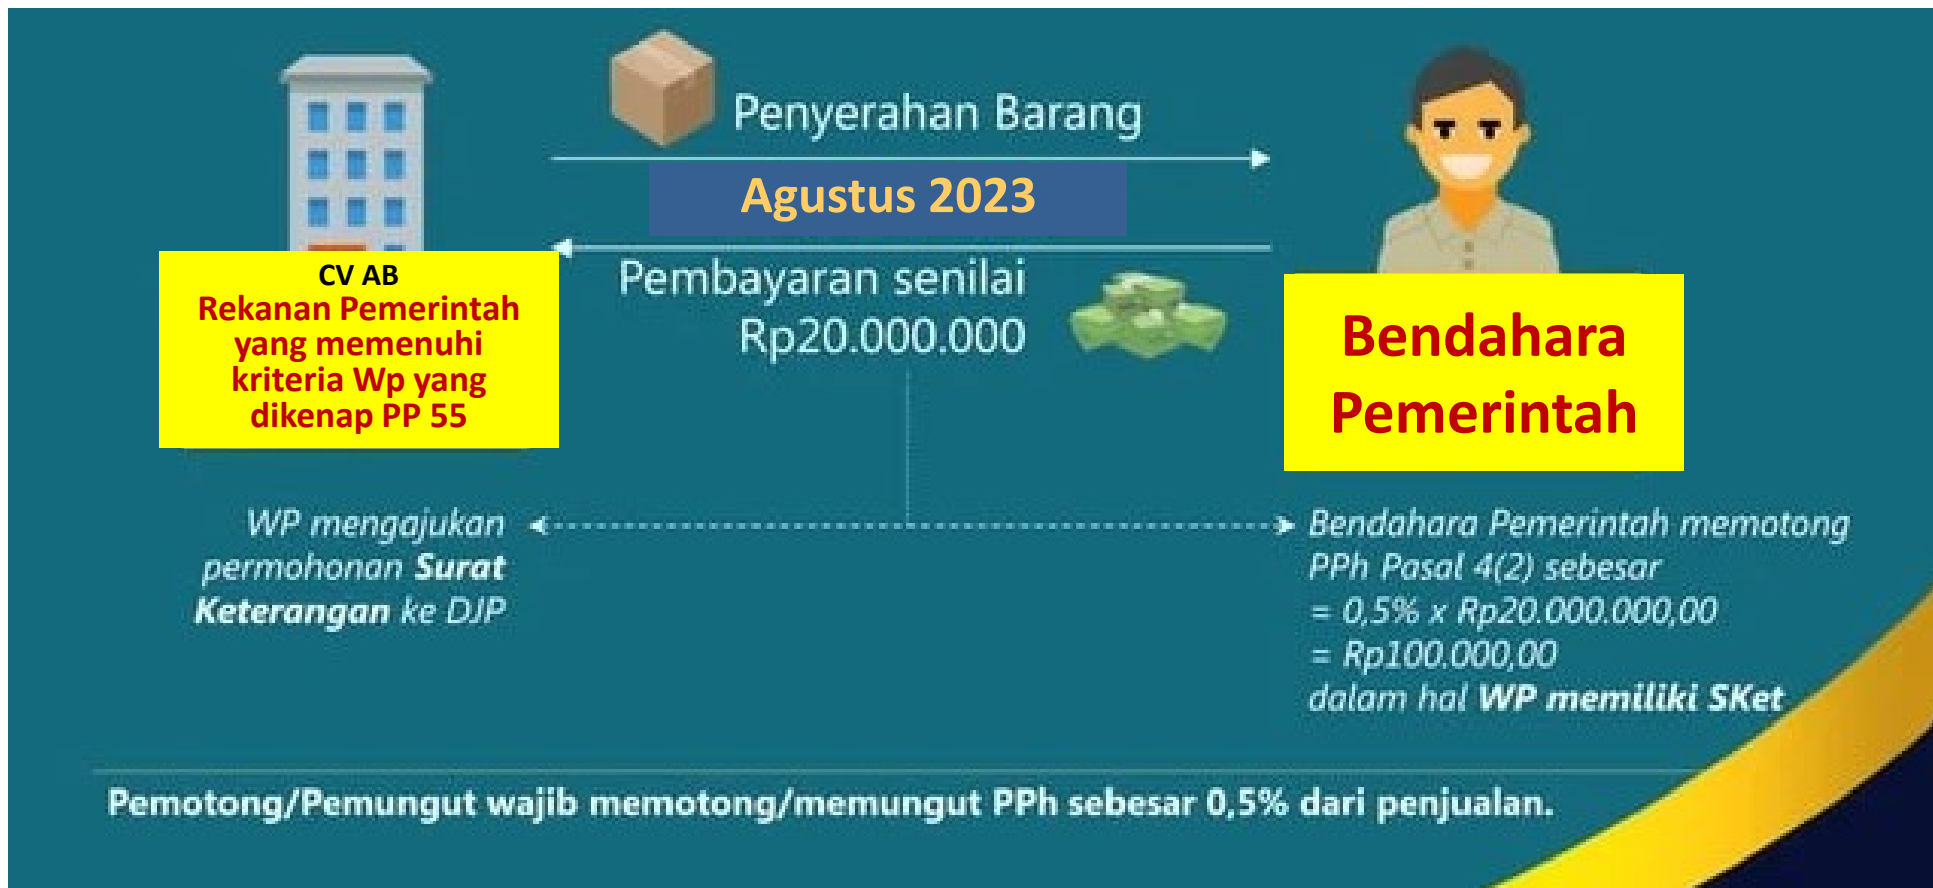 Penyerahan Barang
Agustus 2023
Pembayaran senilai
Rp20.000.000
CV AB
Rekanan Pemerintah
yang memenuhi
kriteria Wp yang
dikenap PP 55
Bendahara
Pemerintah
WP mengajukan
permohonan Surat
Keterangan ke DJP
Bendahara Pemerintah memotong
PPh Pasal 4(2) sebesar
= 0,5% x Rp20.000.000,00
= Rp100.000,00
dalam hal WP memiliki SKet
Pemotong/Pemungut wajib memotong/memungut PPh sebesar 0,5% dari penjualan.